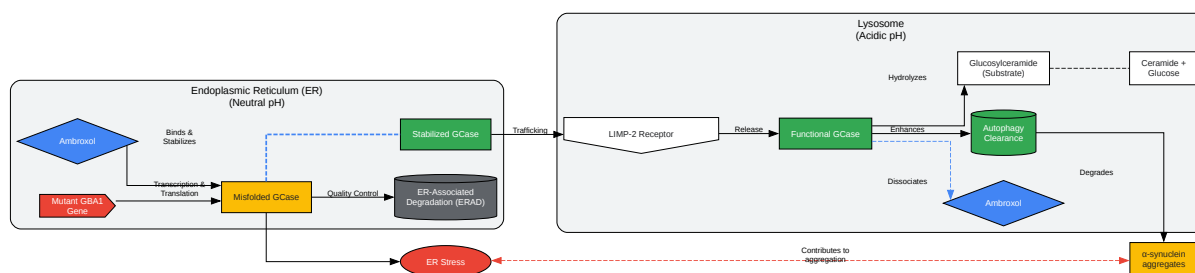 Endoplasmic Reticulum (ER)
(Neutral pH)
Ambroxol
Binds &
Stabilizes
Transcription &
Translation
Mutant GBA1
Gene
Misfolded GCase
Quality Control
Stabilized GCase
ER-Associated
Degradation (ERAD)
ER Stress
Trafficking
Lysosome
(Acidic pH)
LIMP-2 Receptor
Release
Functional GCase
Hydrolyzes
Enhances
Dissociates
Glucosylceramide
(Substrate)
Ceramide +
Glucose
Autophagy
Clearance
Ambroxol
Degrades
Contributes to
aggregation
α-synuclein
aggregates